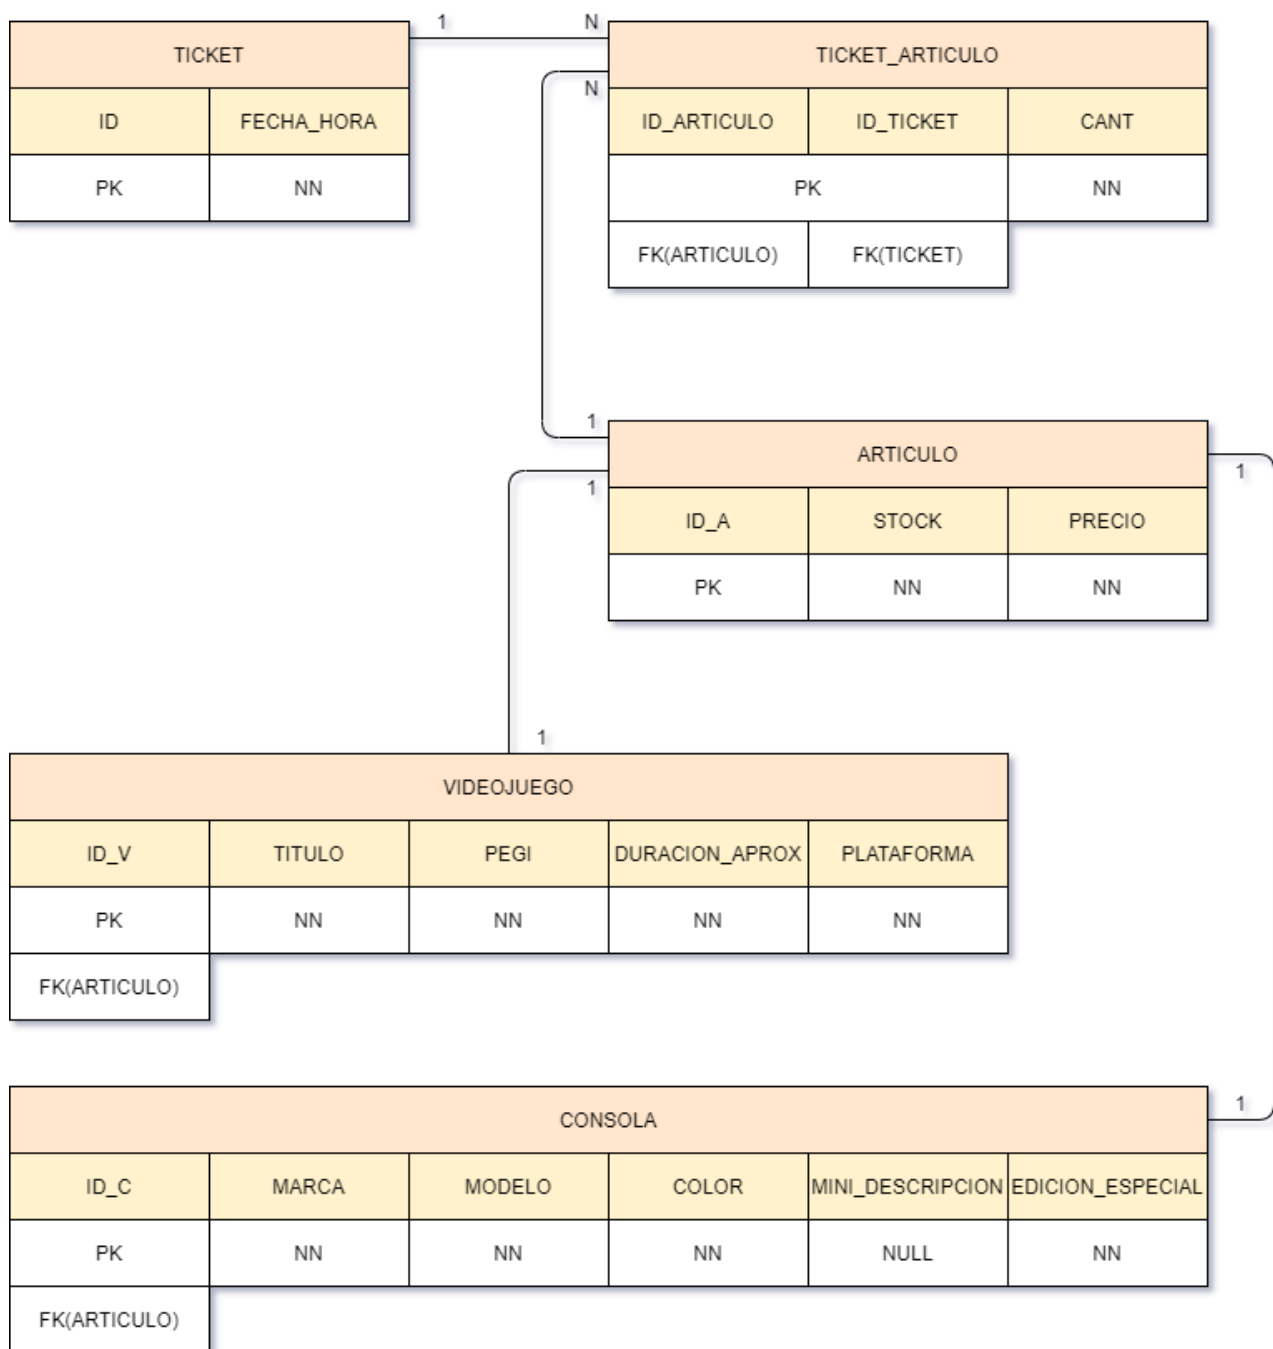 1 N
TICKET
ID FECHA_HORA
PK NN
TICKET_ARTICULO
N
ID_ARTICULO ID_TICKET CANT
PK NN
FK(ARTICULO) FK(TICKET)
1
ARTICULO
1
1
ID_A STOCK PRECIO
PK NN NN
1
VIDEOJUEGO
ID_V TITULO PEGI DURACION_APROX PLATAFORMA
PK NN NN NN NN
FK(ARTICULO)
1
CONSOLA
ID_C MARCA MODELO COLOR MINI_DESCRIPCION EDICION_ESPECIAL
PK NN NN NN NULL NN
FK(ARTICULO)